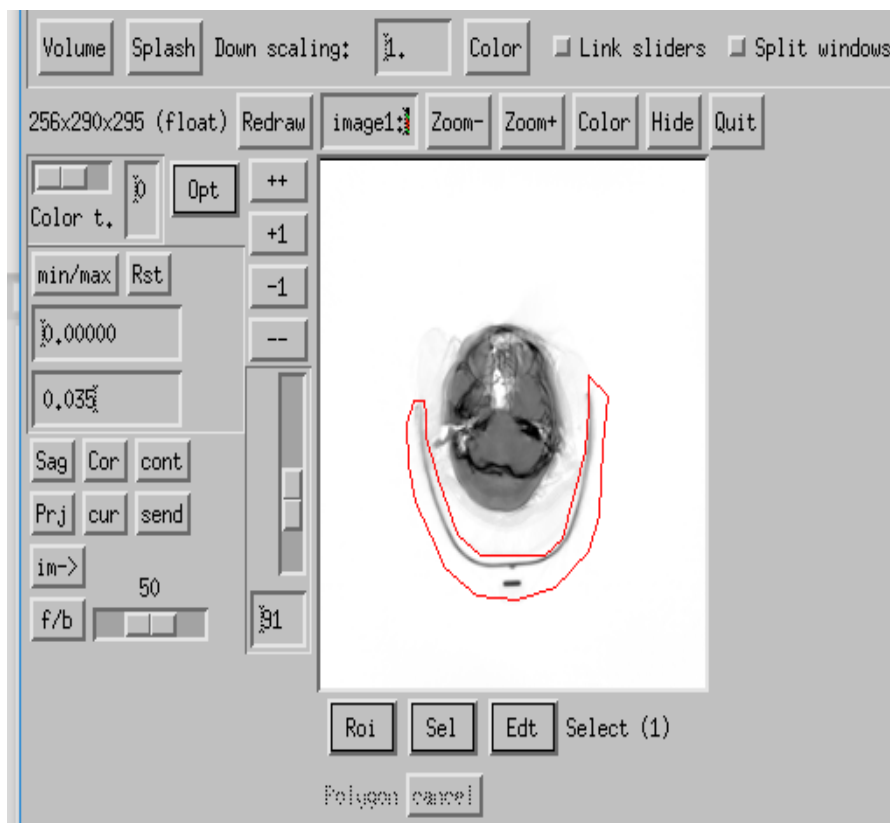 Volume Splash Down scaling: 1. Color Link sliders Split windows
256x290x295 (float) Redraw image1: Zoom- Zoom+ Color Hide Quit
0 Opt ++
Color t. +1
min/max Rst -1
0.00000 --
0.035
Sag Cor cont
Prj cur send
im->
50
f/b 91
Roi Sel Edt Select (1)
Polygon cancel